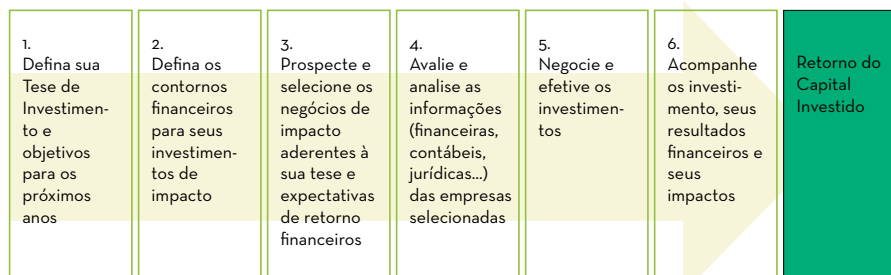 1.
Defina sua
Tese de
Investimen-
to e
objetivos
para os
próximos
anos
2.
Defina os
contornos
financeiros
para seus
investimen-
tos de
impacto
3.
Prospecte e
selecione os
negócios de
impacto
aderentes à
sua tese e
expectativas
de retorno
financeiros
4.
Avalie e
analise as
informações
(financeiras,
contábeis,
jurídicas...)
das empresas
selecionadas
5.
Negocie e
efetive os
investimen-
tos
6.
Acompanhe
os investi-
mento, seus
resultados
financeiros e
seus
impactos
Retorno do
Capital
Investido